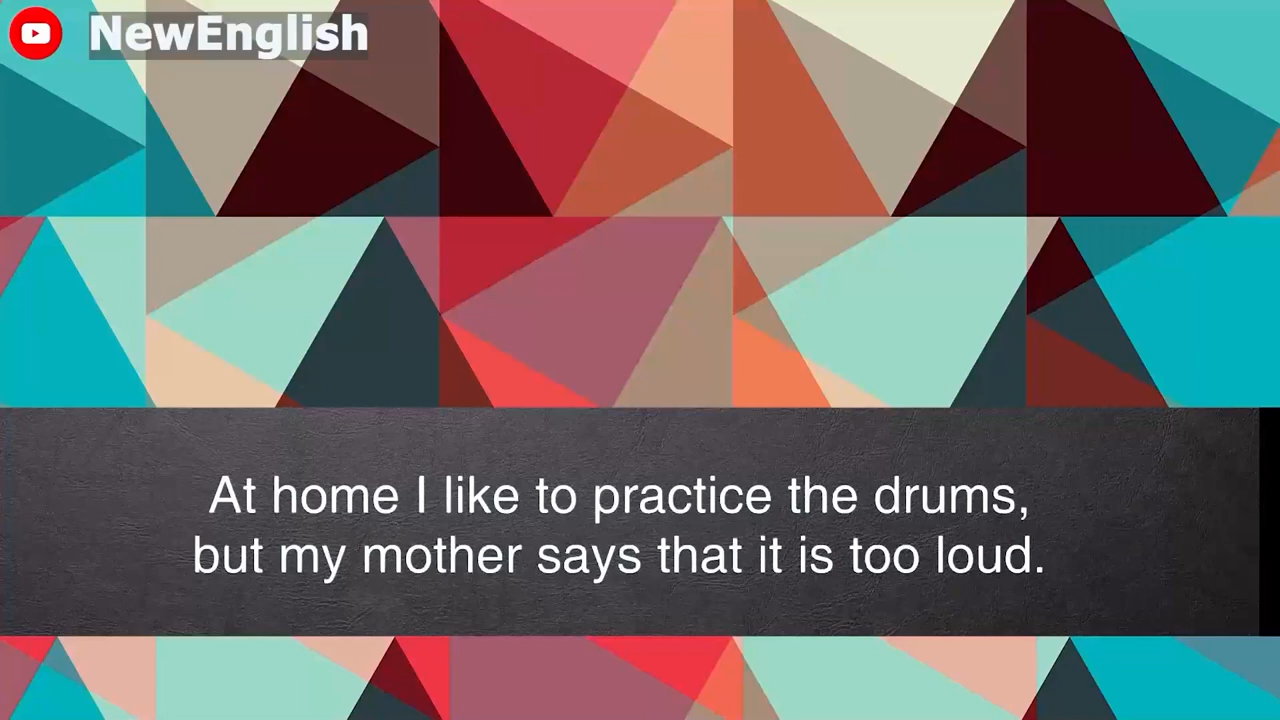 NewEnglish
At home I like to practice the drums,
but my mother says that it is too loud.